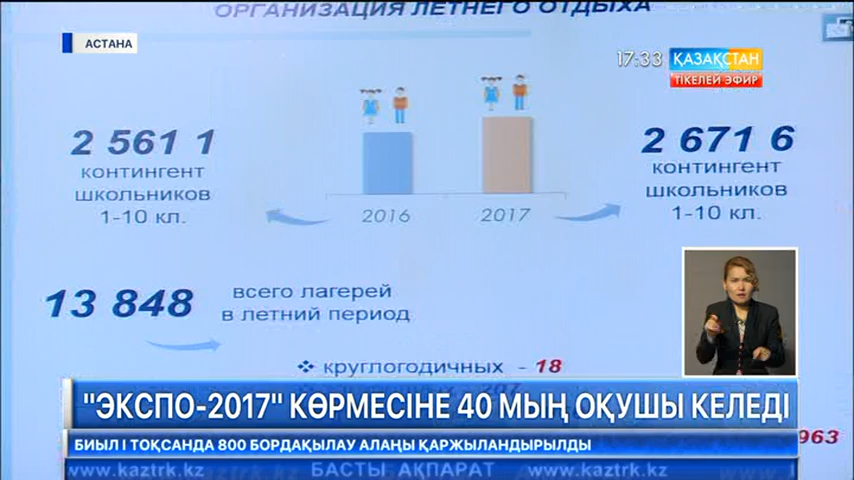 ОРГАНИЗАЦИЯ ЛЕТНЕГО ОТДЫХА
АСТАНА
17:33
ҚАЗАҚСТАН
ТІКЕЛЕЙ ЭФИР
2 561 1
контингент
школьников
1-10 кл.
2016
2017
2 671 6
контингент
школьников
1-10 кл.
13 848
всего лагерей
в летний период
❖ круглогодичных - 18
"ЭКСПО-2017" КӨРМЕСІНЕ 40 МЫҢ ОҚУШЫ КЕЛЕДІ
БИЫЛ І ТОҚСАНДА 800 БОРДАҚЫЛАУ АЛАҢЫ ҚАРЖЫЛАНДЫРЫЛДЫ
963
www.kaztrk.kz БАСТЫ АҚПАРАТ www.kaztrk.kz